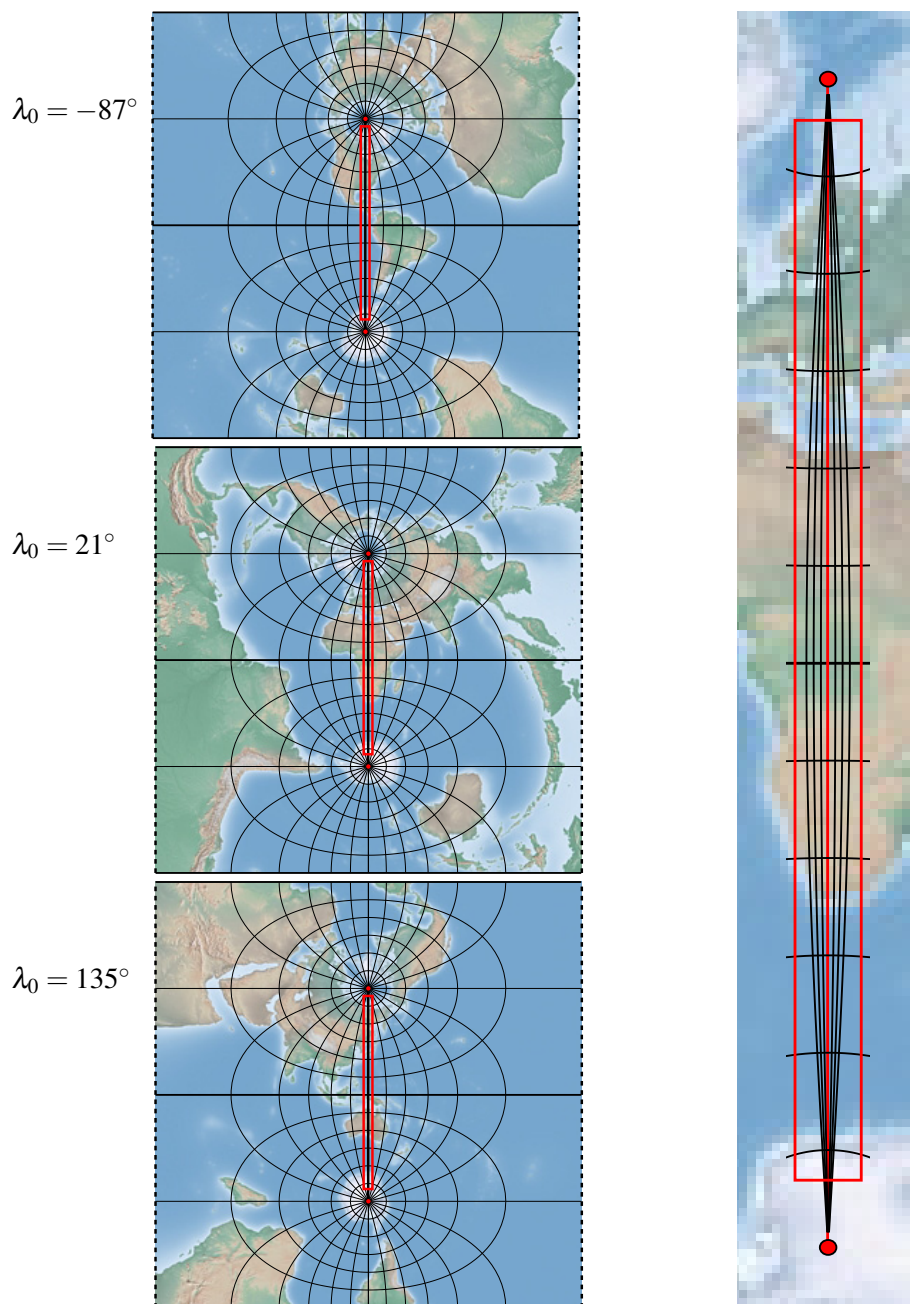 λ₀ = −87°
λ₀ = 21°
λ₀ = 135°